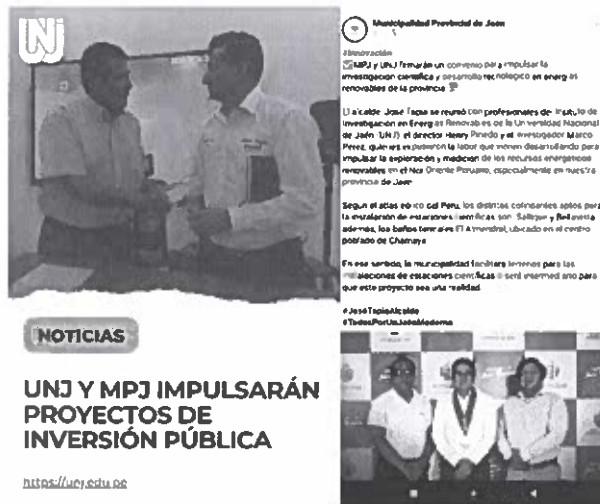 UNJ
NOTICIAS
UNJ Y MPJ IMPULSARÁN
PROYECTOS DE
INVERSIÓN PÚBLICA
https://unj.edu.pe
Municipalidad Provincial de Jaén
#Innovación
MPJ y UNJ firmarán un convenio para impulsar la
investigación científica y desarrollo tecnológico en energías
renovables de la provincia
El alcalde José Tapia se reunió con profesionales del Instituto de
Investigación en Energías Renovables de la Universidad Nacional
de Jaén (UNJ) el director Henry Pinedo y el investigador Marco
Pérez, quienes expusieron la labor que vienen desarrollando para
impulsar la exploración y medición de los recursos energéticos
renovables en el Nor Oriente Peruano, especialmente en nuestra
provincia de Jaén
Según el atlas eólico del Perú, los distritos colindantes aptos para
la instalación de estaciones científicas son Sallique y Bellavista
además, los baños termales El Almendral, ubicado en el centro
poblado de Chamaya
En ese sentido, la municipalidad facilitará terrenos para las
instalaciones de estaciones científicas y será intermediario para
que este proyecto sea una realidad.
#JoséTapiaAlcalde
#TodosPorUnJaénModerno